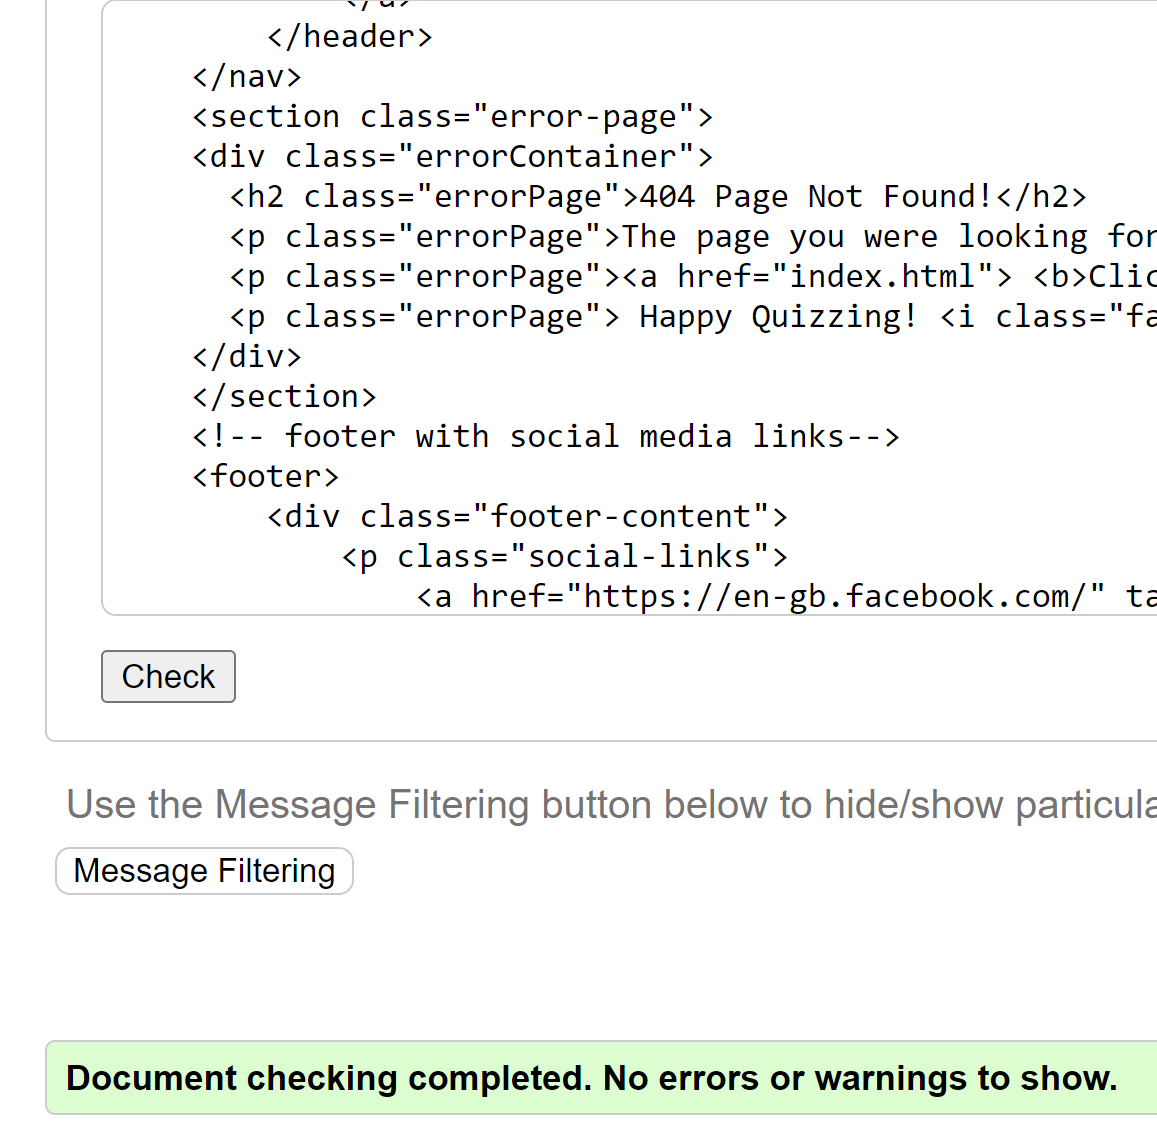 </a>
</header>
</nav>
<section class="error-page">
<div class="errorContainer">
<h2 class="errorPage">404 Page Not Found!</h2>
<p class="errorPage">The page you were looking for
<p class="errorPage"><a href="index.html"> <b>Clic
<p class="errorPage"> Happy Quizzing! <i class="fa
</div>
</section>
<!-- footer with social media links-->
<footer>
<div class="footer-content">
<p class="social-links">
<a href="https://en-gb.facebook.com/" ta
Check
Use the Message Filtering button below to hide/show particula
Message Filtering
Document checking completed. No errors or warnings to show.